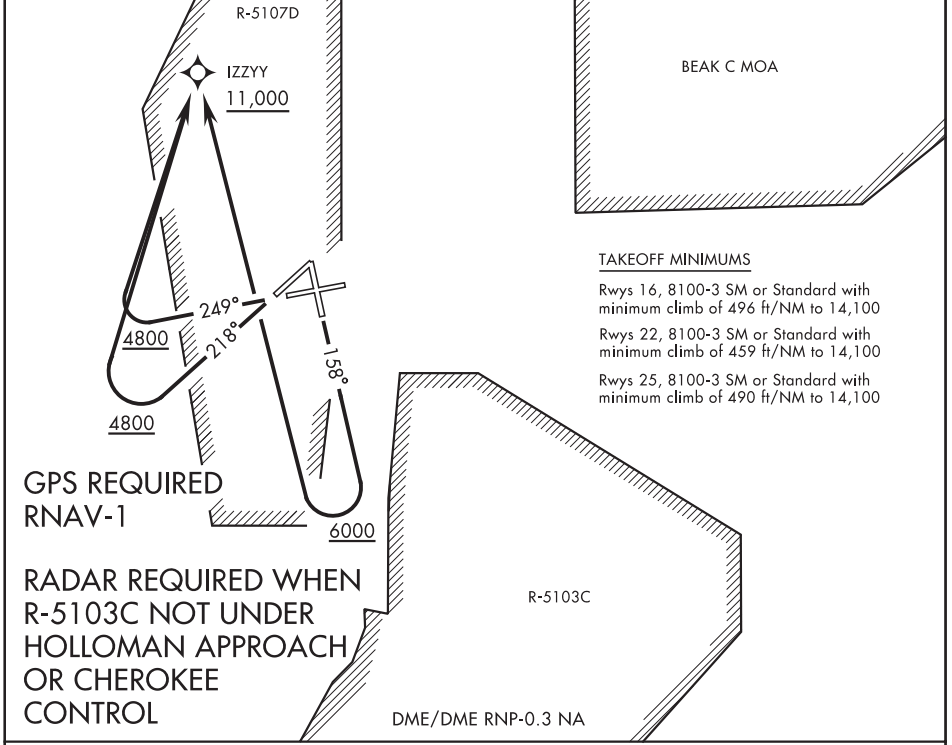 R-5107D
IZZYY
11,000
BEAK C MOA
TAKEOFF MINIMUMS
Rwys 16, 8100-3 SM or Standard with
minimum climb of 496 ft/NM to 14,100
Rwys 22, 8100-3 SM or Standard with
minimum climb of 459 ft/NM to 14,100
Rwys 25, 8100-3 SM or Standard with
minimum climb of 490 ft/NM to 14,100
249°
4800
218°
158°
4800
GPS REQUIRED
RNAV-1
6000
RADAR REQUIRED WHEN
R-5103C NOT UNDER
HOLLOMAN APPROACH
OR CHEROKEE
CONTROL
R-5103C
DME/DME RNP-0.3 NA